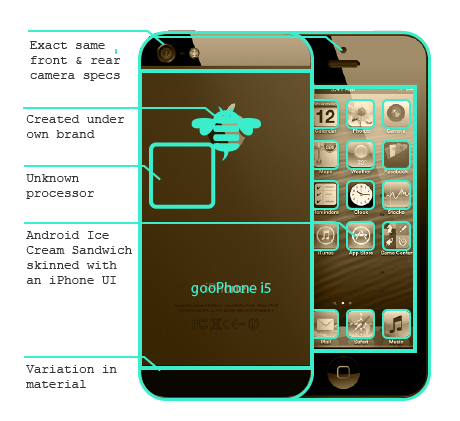 Exact same
front & rear
camera specs
Created under
own brand
Unknown
processor
Android Ice
Cream Sandwich
skinned with
an iPhone UI
Variation in
material
gooPhone i5
12
Calendar
Photos
Camera
Maps
Weather
Facebook
Reminders
Clock
Stocks
iTunes
App Store
Game Center
Mail
Safari
Music